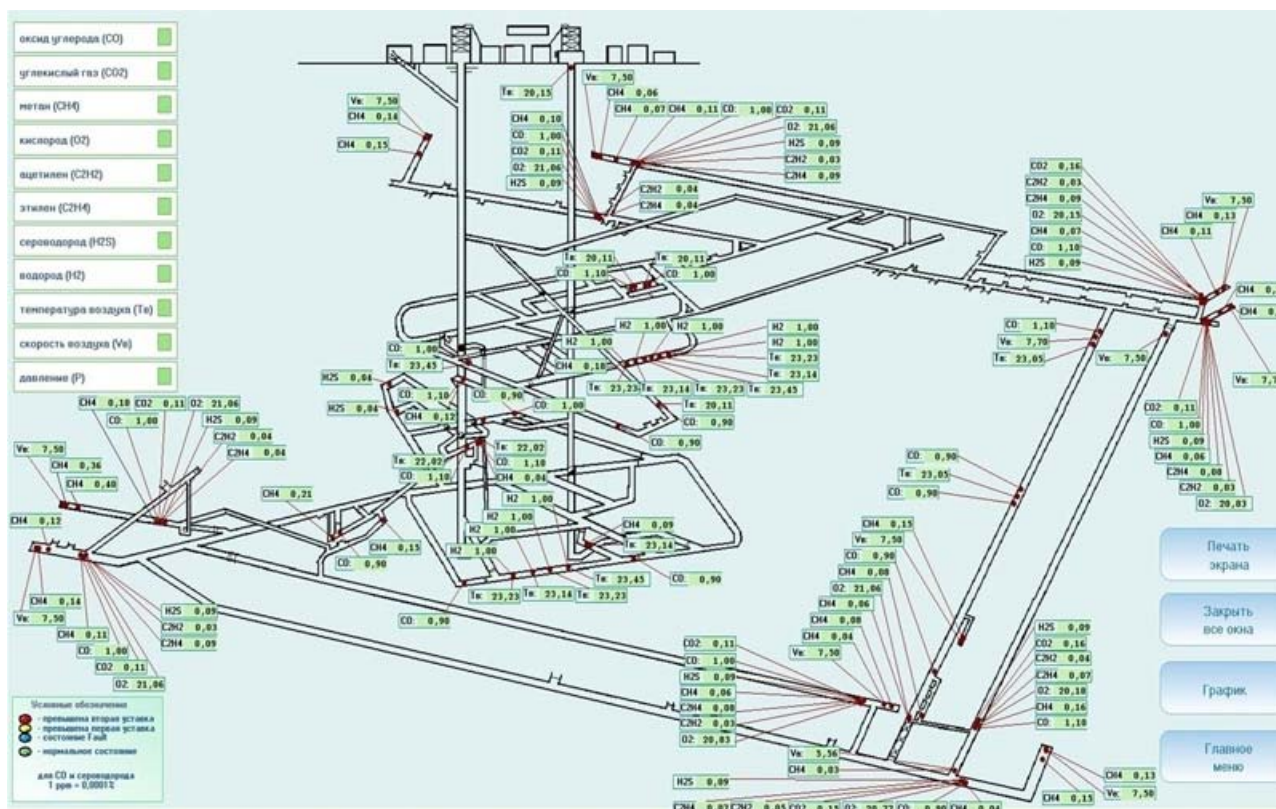 оксид углерода (CO)
углекислый газ (CO2)
метан (CH4)
кислород (O2)
ацетилен (C2H2)
этилен (C2H4)
сероводород (H2S)
водород (H2)
температура воздуха (Тв)
скорость воздуха (Vв)
давление (P)
Тв: 20,15
Vв: 7,50
CH4 0,06
CH4 0,07
CH4 0,11
CO: 1,00
CO2 0,11
O2: 21,06
H2S 0,09
C2H2 0,03
C2H4 0,09
Vв: 7,50
CH4 0,14
CH4 0,15
CH4 0,10
CO: 1,00
CO2 0,11
O2: 21,06
H2S 0,09
C2H2 0,04
C2H4 0,04
CO2 0,16
C2H2 0,03
C2H4 0,09
O2: 20,15
CH4 0,07
CO: 1,10
H2S 0,09
Vв: 7,50
CH4 0,13
CH4 0,11
Тв: 20,11
Тв: 20,11
CO: 1,10
CO: 1,00
H2 1,00
H2 1,00
H2 1,00
H2 1,00
H2 1,00
CH4 0,10
Тв: 23,23
Тв: 23,14
Тв: 23,45
Тв: 23,23
Тв: 23,14
Тв: 23,23
Тв: 23,45
Тв: 20,11
CO: 0,90
CO: 0,90
CO: 1,00
Тв: 23,45
H2S 0,04
H2S 0,04
CO: 1,10
CO: 0,90
CH4 0,12
CO: 1,00
Тв: 22,02
Тв: 22,02
CO: 1,10
CO: 1,10
CH4 0,04
CO: 1,10
Тв: 23,05
Vв: 7,70
Vв: 7,50
CO2: 0,11
CO: 1,00
H2S 0,09
CH4 0,06
C2H4 0,08
C2H2 0,03
O2: 20,03
CH4 0,10
CO2: 0,11
O2: 21,06
CO: 1,00
H2S 0,09
C2H2 0,04
C2H4 0,04
Vв: 7,50
CH4 0,36
CH4 0,40
CH4 0,12
CH4 0,21
CH4 0,15
CO: 0,90
H2 1,00
H2 1,00
H2 1,00
H2 1,00
CH4 0,09
Тв: 23,14
Тв: 23,45
Тв: 23,23
Тв: 23,14
Тв: 23,23
CO: 0,90
CO: 0,90
CO: 0,90
Тв: 23,05
CO: 0,90
CH4 0,14
Vв: 7,50
CH4 0,11
CO: 1,00
CO2 0,11
O2: 21,06
H2S 0,09
C2H2 0,03
C2H4 0,09
CH4 0,15
Vв: 7,50
CO: 0,90
CH4 0,08
O2: 21,06
CH4 0,06
CH4 0,08
CH4 0,04
Vв: 7,50
CO2: 0,11
CO: 1,00
H2S 0,09
CH4 0,06
C2H4 0,08
C2H2 0,03
O2: 20,03
H2S 0,09
CO2: 0,16
C2H2 0,04
C2H4 0,07
O2: 20,18
CH4 0,16
CO: 1,10
Vв: 5,56
CH4 0,03
H2S 0,09
CH4 0,13
CH4 0,15
Vв: 7,50
Печать
экрана
Закрыть
все окна
График
Главное
меню
Условные обозначения
- превышена вторая уставка
- превышена первая уставка
- состояние Fault
- нормальное состояние
для CO и сероводорода
1 ppm = 0,0001%